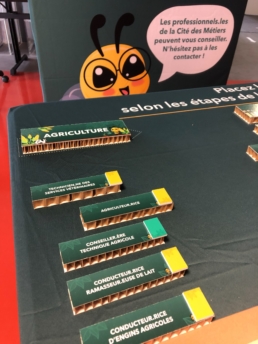 Les professionnels.les
de la Cité des Métiers
peuvent vous conseiller.
N'hésitez pas à les
contacter !
Placez
selon les étapes de
AGRICULTURE
TECHNICIEN.NE DES
SERVICES VÉTÉRINAIRES
AGRICULTEUR.RICE
CONSEILLER.ÈRE
TECHNIQUE AGRICOLE
CONDUCTEUR.RICE
RAMASSEUR.EUSE DE LAIT
CONDUCTEUR.RICE
D'ENGINS AGRICOLES